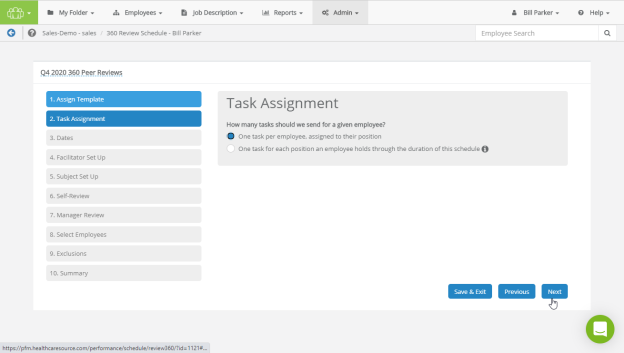 My Folder
Employees
Job Description
Reports
Admin
Bill Parker
Help
Sales-Demo - sales / 360 Review Schedule - Bill Parker
Employee Search
Q4 2020 360 Peer Reviews
1. Assign Template
2. Task Assignment
3. Dates
4. Facilitator Set Up
5. Subject Set Up
6. Self-Review
7. Manager Review
8. Select Employees
9. Exclusions
10. Summary
Task Assignment
How many tasks should we send for a given employee?
One task per employee, assigned to their position
One task for each position an employee holds through the duration of this schedule
Save & Exit
Previous
Next
https://pfm.healthcaresource.com/performance/schedule/review360/?id=1121#...